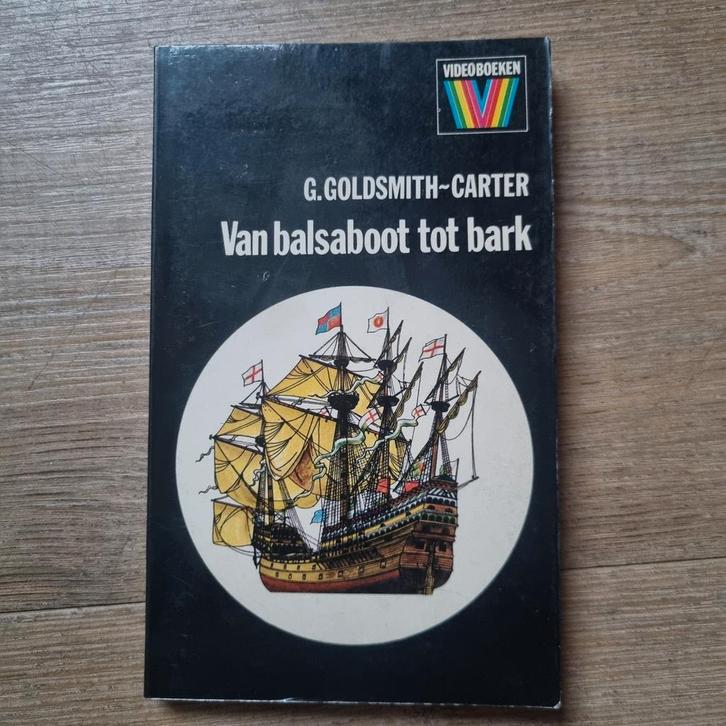 VIDEOBOEKEN
G.GOLDSMITH~CARTER
Van balsaboot tot bark